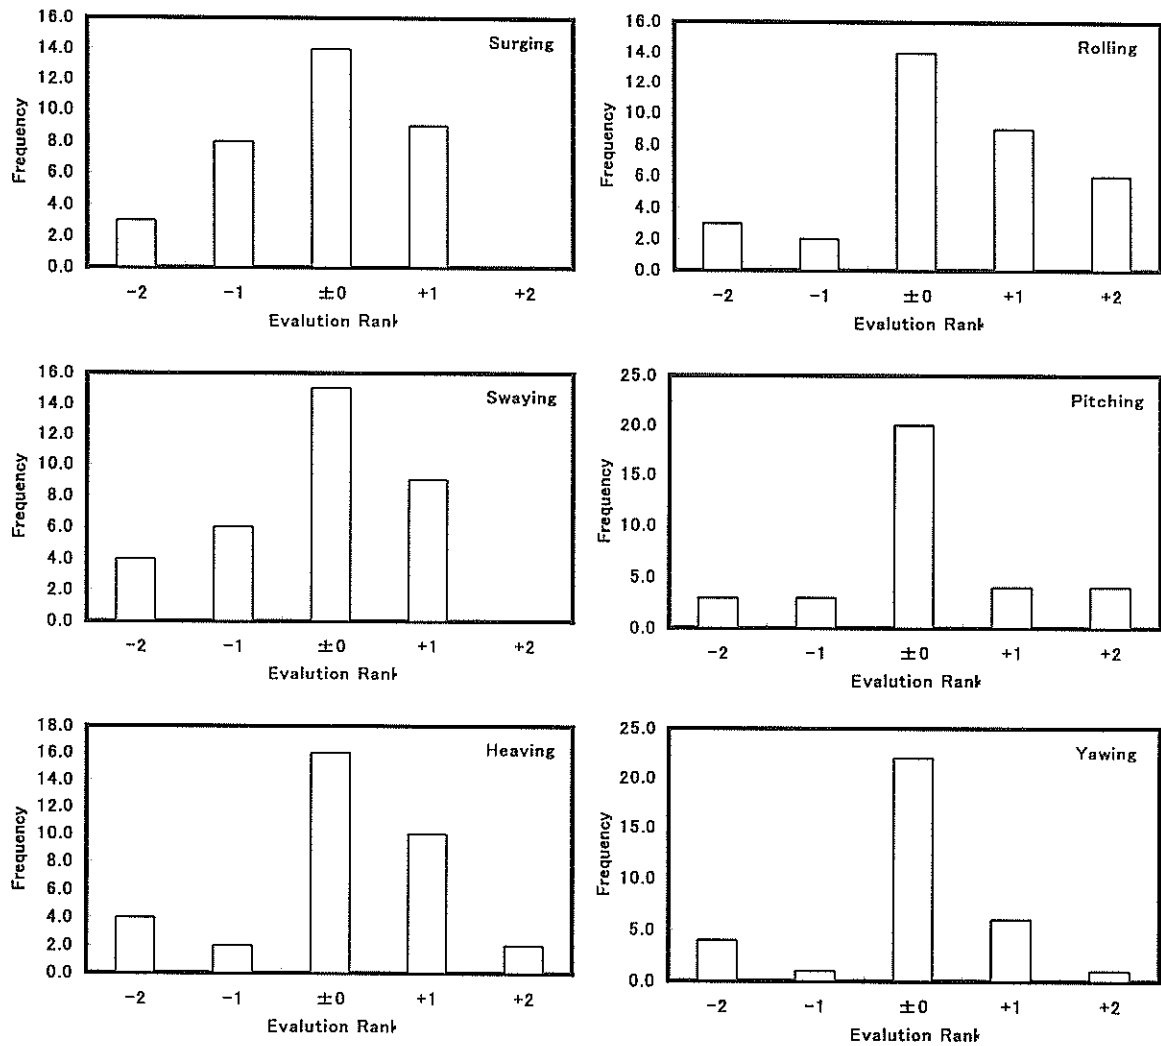 Surging
Frequency
16.0
14.0
12.0
10.0
8.0
6.0
4.0
2.0
0.0
-2 -1 ±0 +1 +2
Evalution Rank
Rolling
Frequency
16.0
14.0
12.0
10.0
8.0
6.0
4.0
2.0
0.0
-2 -1 ±0 +1 +2
Evalution Rank
Swaying
Frequency
16.0
14.0
12.0
10.0
8.0
6.0
4.0
2.0
0.0
-2 -1 ±0 +1 +2
Evalution Rank
Pitching
Frequency
25.0
20.0
15.0
10.0
5.0
0.0
-2 -1 ±0 +1 +2
Evalution Rank
Heaving
Frequency
18.0
16.0
14.0
12.0
10.0
8.0
6.0
4.0
2.0
0.0
-2 -1 ±0 +1 +2
Evalution Rank
Yawing
Frequency
25.0
20.0
15.0
10.0
5.0
0.0
-2 -1 ±0 +1 +2
Evalution Rank